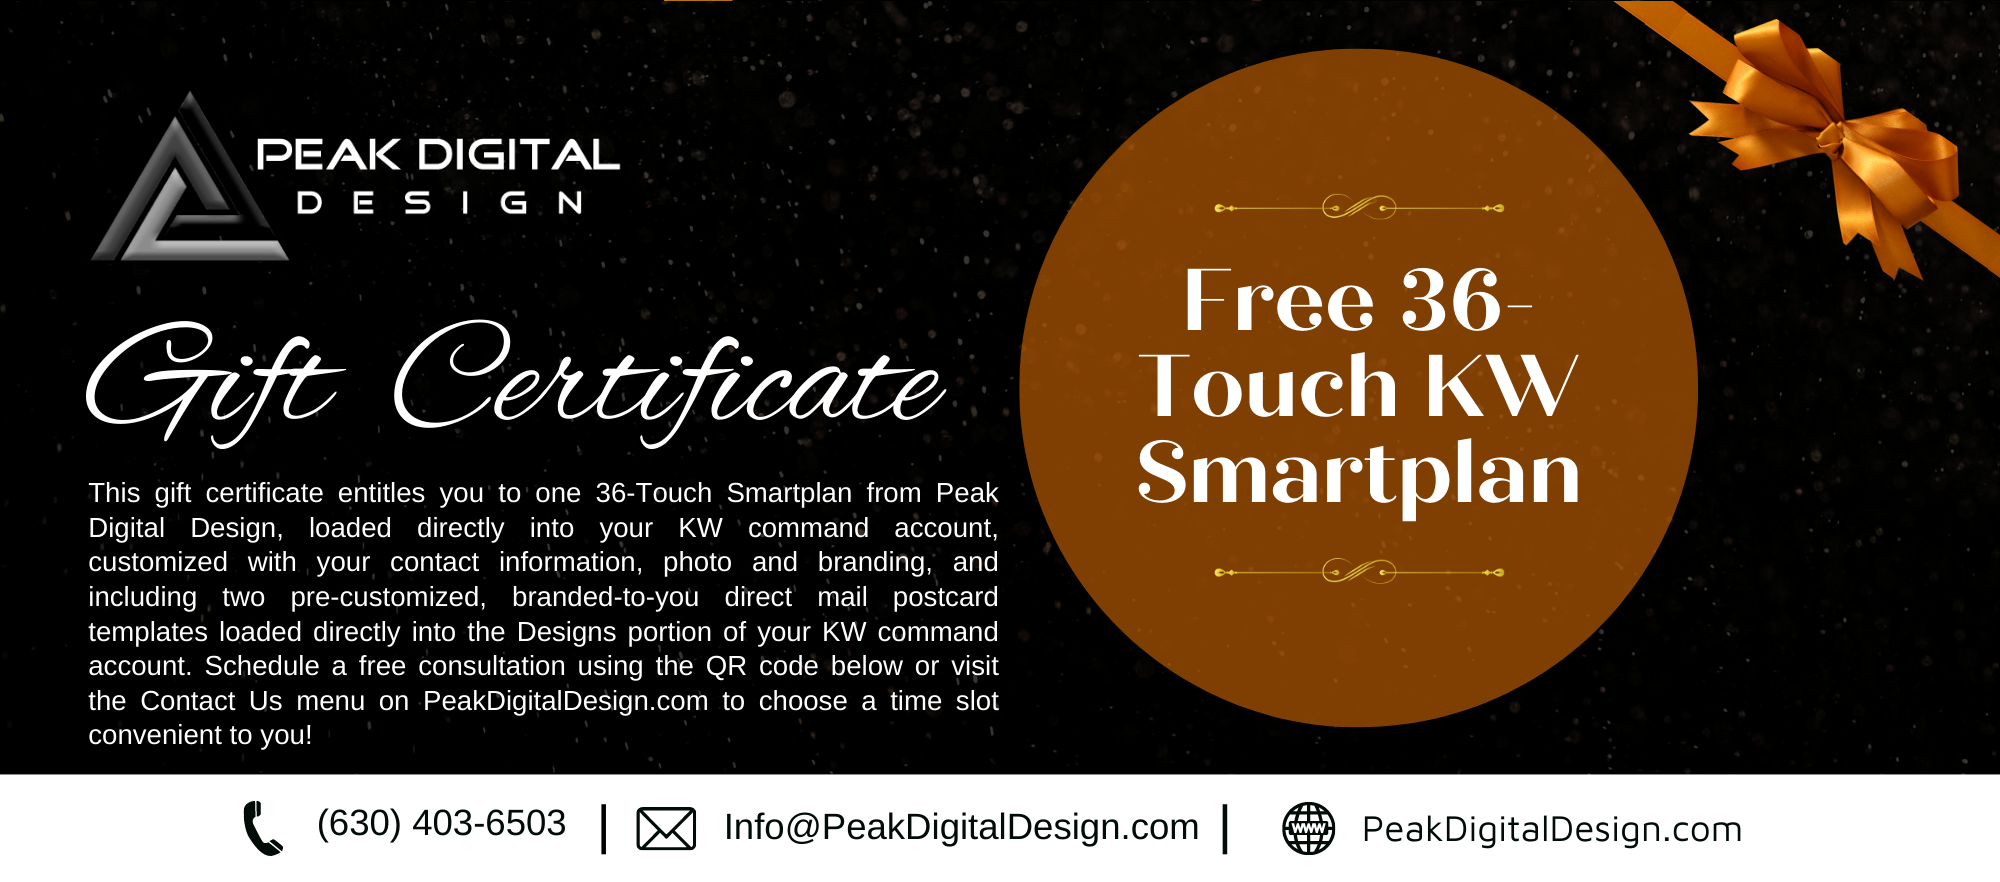 PEAK DIGITAL
DESIGN
Gift Certificate
This gift certificate entitles you to one 36-Touch Smartplan from Peak
Digital Design, loaded directly into your KW command account,
customized with your contact information, photo and branding, and
including two pre-customized, branded-to-you direct mail postcard
templates loaded directly into the Designs portion of your KW command
account. Schedule a free consultation using the QR code below or visit
the Contact Us menu on PeakDigitalDesign.com to choose a time slot
convenient to you!
Free 36-
Touch KW
Smartplan
(630) 403-6503
Info@PeakDigitalDesign.com
www
PeakDigitalDesign.com